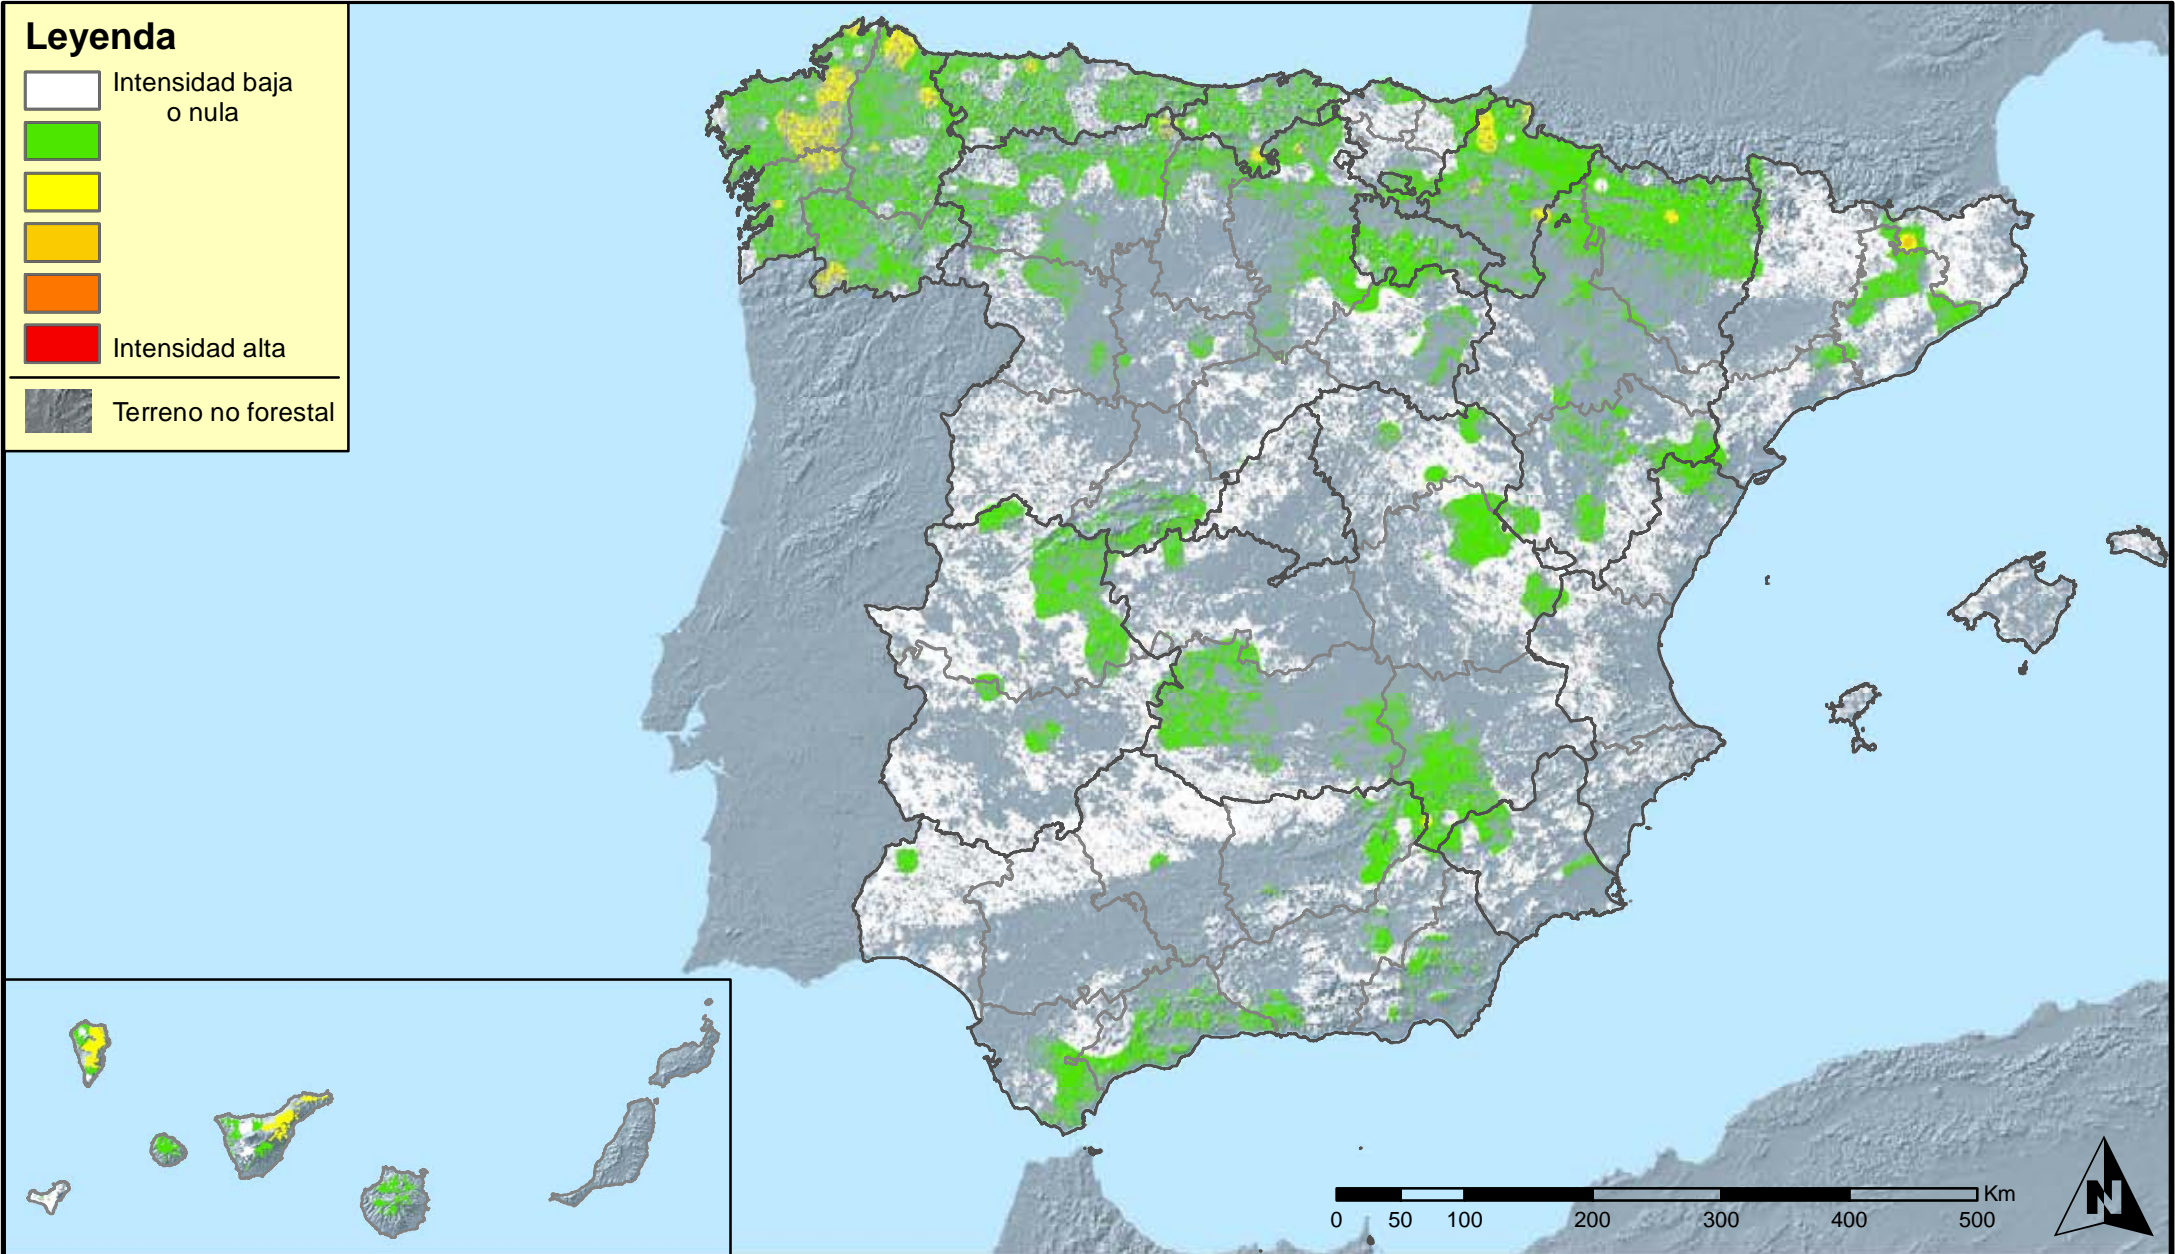 Leyenda
Intensidad baja
o nula
Intensidad alta
Terreno no forestal
Km
0 50 100 200 300 400 500
N